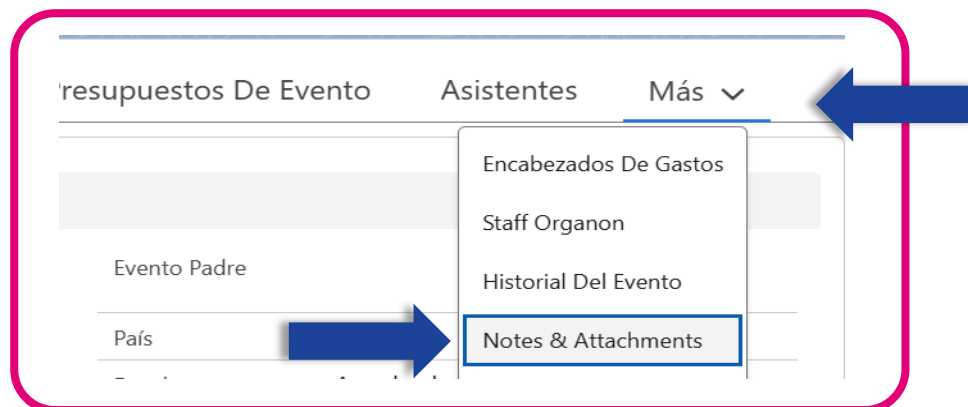 resupuestos De Evento Asistentes Más
Encabezados De Gastos
Staff Organon
Evento Padre
Historial Del Evento
País
Notes & Attachments